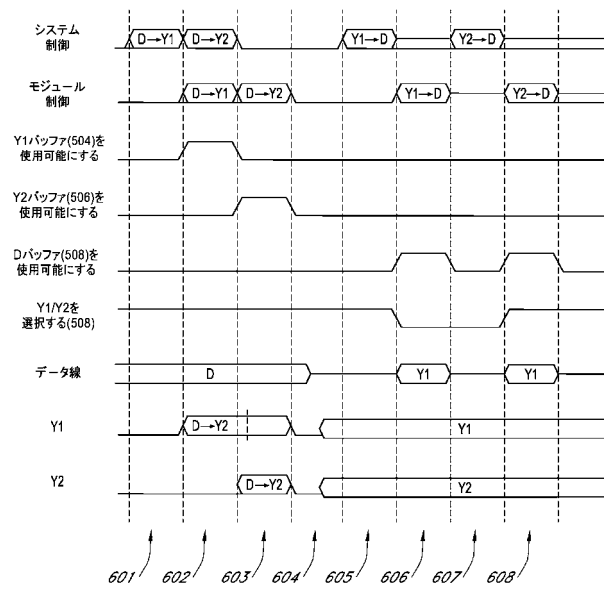 システム
制御
D→Y1 D→Y2 Y1→D Y2→D
モジュール
制御
D→Y1 D→Y2 Y1→D Y2→D
Y1バッファ(504)を
使用可能にする
Y2バッファ(506)を
使用可能にする
Dバッファ(508)を
使用可能にする
Y1/Y2を
選択する(508)
データ線
D Y1 Y1
Y1
D→Y2 Y1
Y2
D→Y2 Y2
601 602 603 604 605 606 607 608